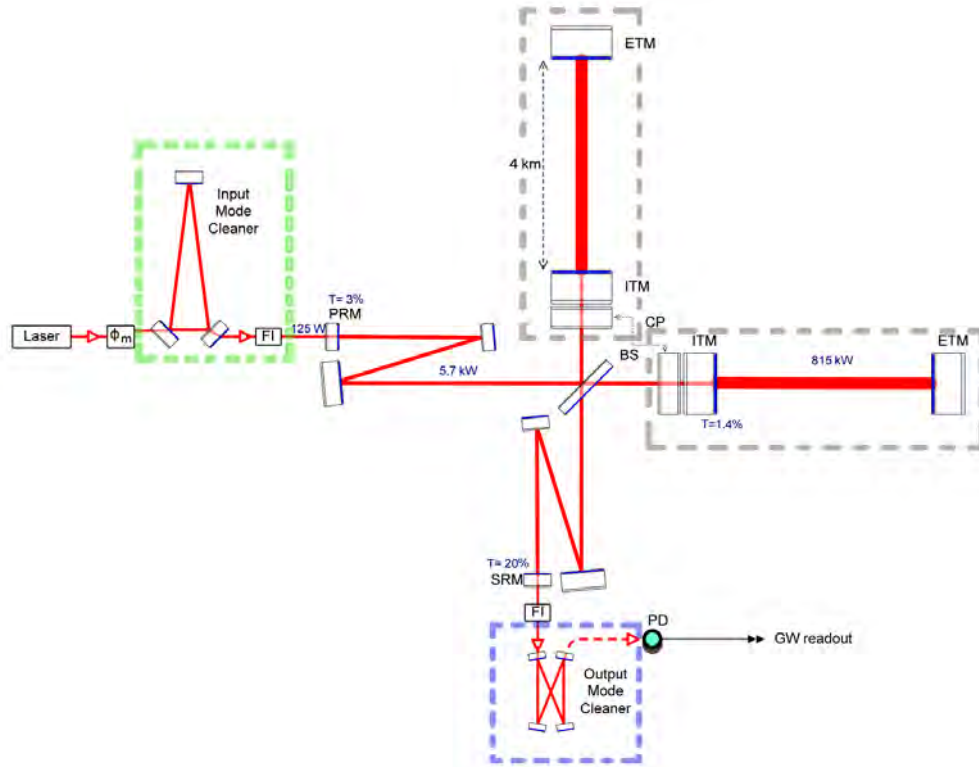 ETM
4 km
ITM
Input
Mode
Cleaner
T= 3%
PRM
Laser
ϕm
FI
125 W
5.7 kW
CP
BS
ITM
815 kW
ETM
T=1.4%
T= 20%
SRM
FI
PD
GW readout
Output
Mode
Cleaner